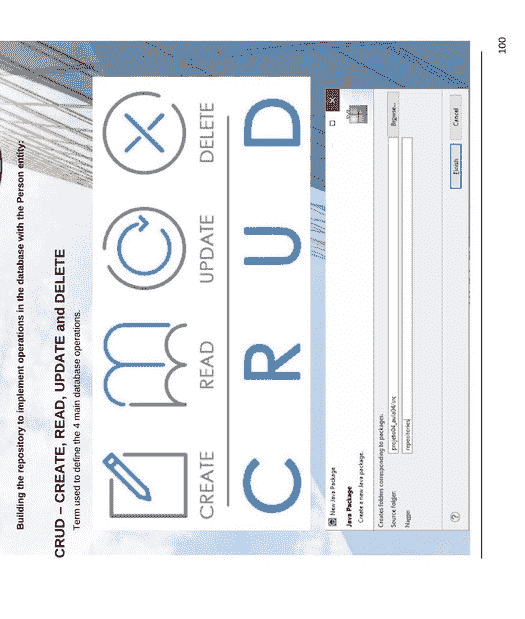 Building the repository to implement operations in the database with the Person entity:
CRUD – CREATE, READ, UPDATE and DELETE
Term used to define the 4 main database operations.
CREATE READ UPDATE DELETE
C R U D
New Java Package
Java Package
Create a new Java package.
Creates folders corresponding to packages.
Source folder: projeto04_aula04/src Browse...
Name: repositories
? Finish Cancel
100